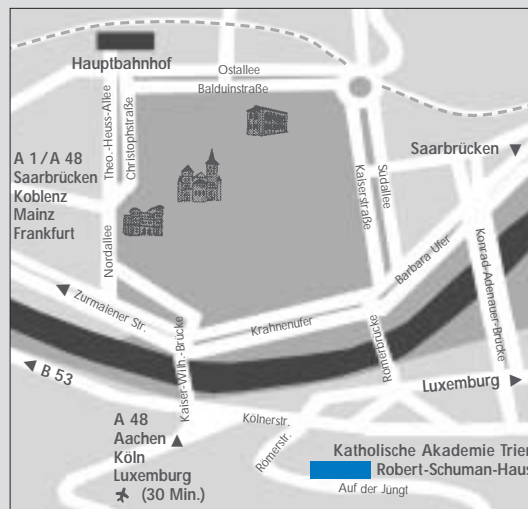 Hauptbahnhof
Ostallee
Balduinstraße
Theo.-Heuss-Allee
Christophstraße
A 1/A 48
Saarbrücken
Koblenz
Mainz
Frankfurt
Saarbrücken
Kaiserstraße
Südallee
Nordallee
Barbara Ufer
Konrad-Adenauer-Brücke
Zurmaiener Str.
Krahnenufer
Kaiser-Wilh.-Brücke
Römerbrücke
B 53
Luxemburg
A 48
Aachen
Köln
Luxemburg
(30 Min.)
Kölnerstr.
Römerstr.
Katholische Akademie Trier
Robert-Schuman-Haus
Auf der Jüngt